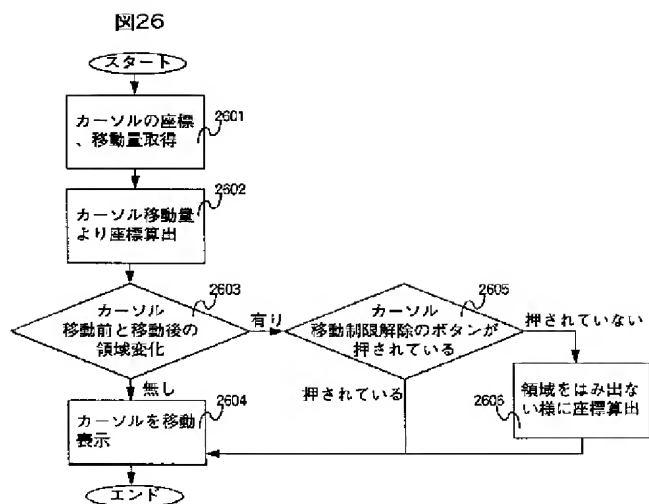 図26
スタート
カーソルの座標
、移動量取得
2601
カーソル移動量
より座標算出
2602
カーソル
移動前と移動後の
領域変化
2603
有り
無し
カーソル
移動制限解除のボタンが
押されている
2605
押されていない
押されている
領域をはみ出な
い様に座標算出
2606
カーソルを移動
表示
2604
エンド